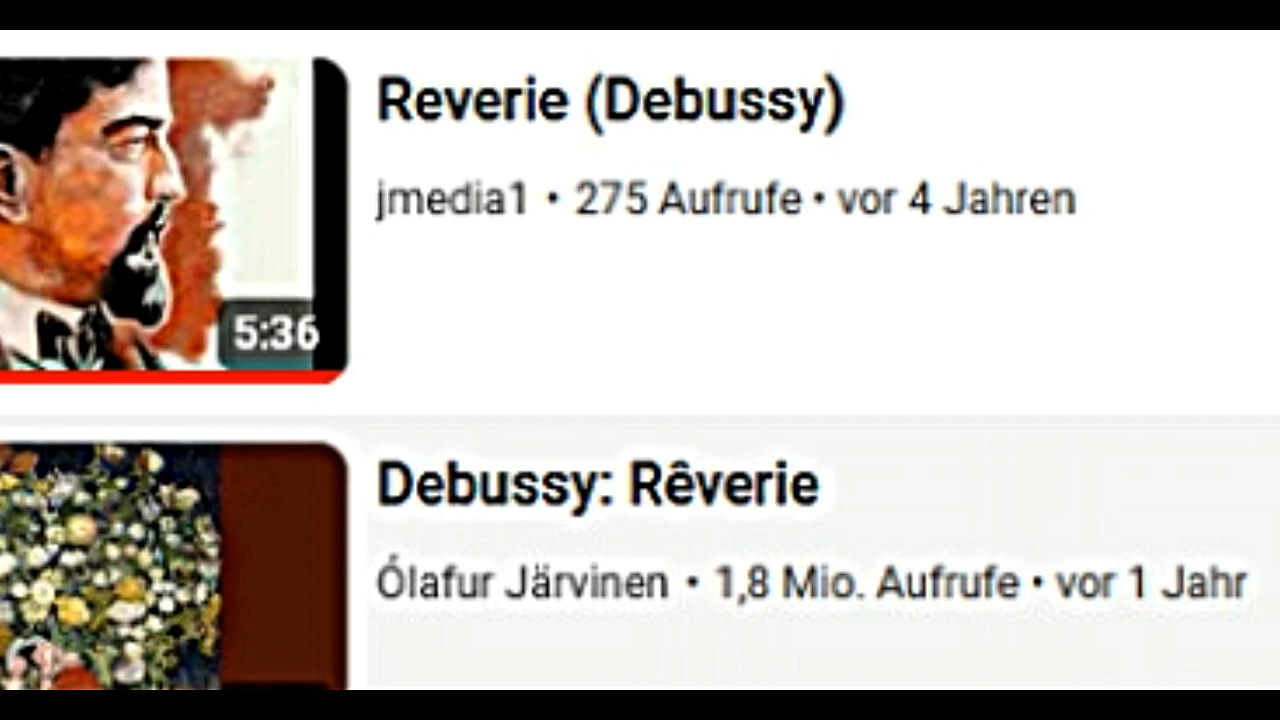 Reverie (Debussy)
jmedia1 • 275 Aufrufe • vor 4 Jahren
5:36
Debussy: Rêverie
Ólafur Järvinen • 1,8 Mio. Aufrufe • vor 1 Jahr